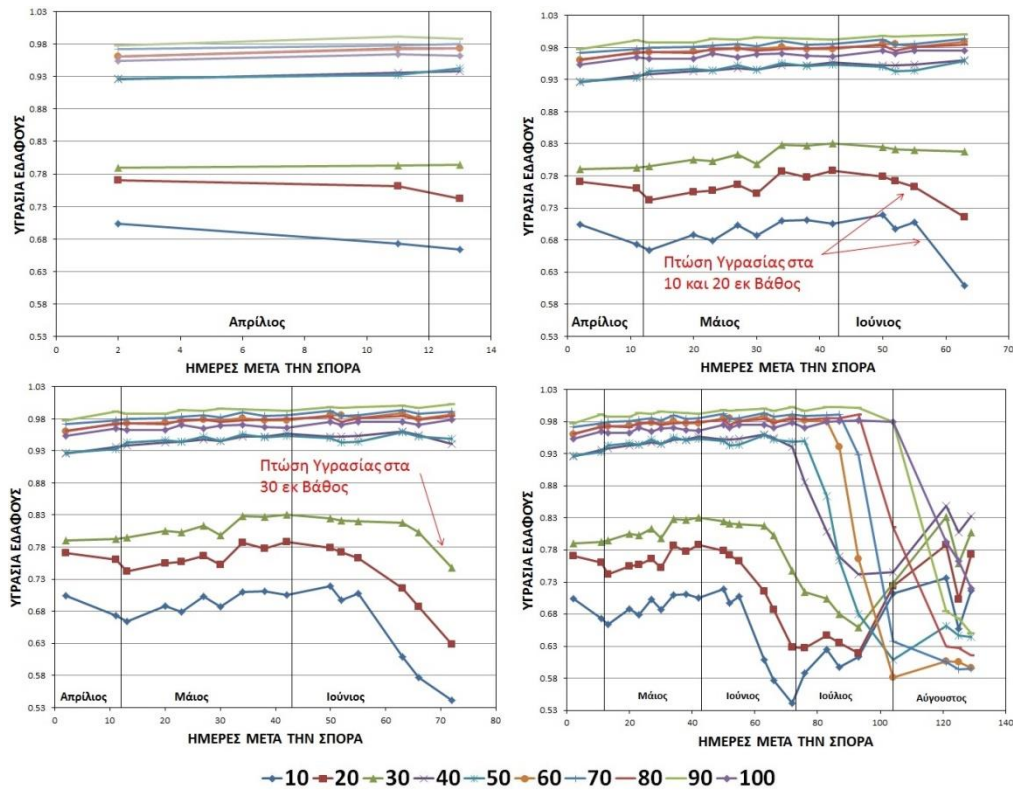 1.03
0.98
0.93
0.88
0.83
0.78
0.73
0.68
0.63
0.58
0.53
ΥΓΡΑΣΙΑ ΕΔΑΦΟΥΣ
Απρίλιος
0 2 4 6 8 10 12 14
ΗΜΕΡΕΣ ΜΕΤΑ ΤΗΝ ΣΠΟΡΑ
1.03
0.98
0.93
0.88
0.83
0.78
0.73
0.68
0.63
0.58
0.53
ΥΓΡΑΣΙΑ ΕΔΑΦΟΥΣ
Πτώση Υγρασίας στα
10 και 20 εκ Βάθος
Απρίλιος Μάιος Ιούνιος
0 10 20 30 40 50 60 70
ΗΜΕΡΕΣ ΜΕΤΑ ΤΗΝ ΣΠΟΡΑ
1.03
0.98
0.93
0.88
0.83
0.78
0.73
0.68
0.63
0.58
0.53
ΥΓΡΑΣΙΑ ΕΔΑΦΟΥΣ
Πτώση Υγρασίας στα
30 εκ Βάθος
Απρίλιος Μάιος Ιούνιος
0 10 20 30 40 50 60 70 80
ΗΜΕΡΕΣ ΜΕΤΑ ΤΗΝ ΣΠΟΡΑ
1.03
0.98
0.93
0.88
0.83
0.78
0.73
0.68
0.63
0.58
0.53
ΥΓΡΑΣΙΑ ΕΔΑΦΟΥΣ
Μάιος Ιούνιος Ιούλιος Αύγουστος
0 20 40 60 80 100 120 140
ΗΜΕΡΕΣ ΜΕΤΑ ΤΗΝ ΣΠΟΡΑ
10 20 30 40 50 60 70 80 90 100